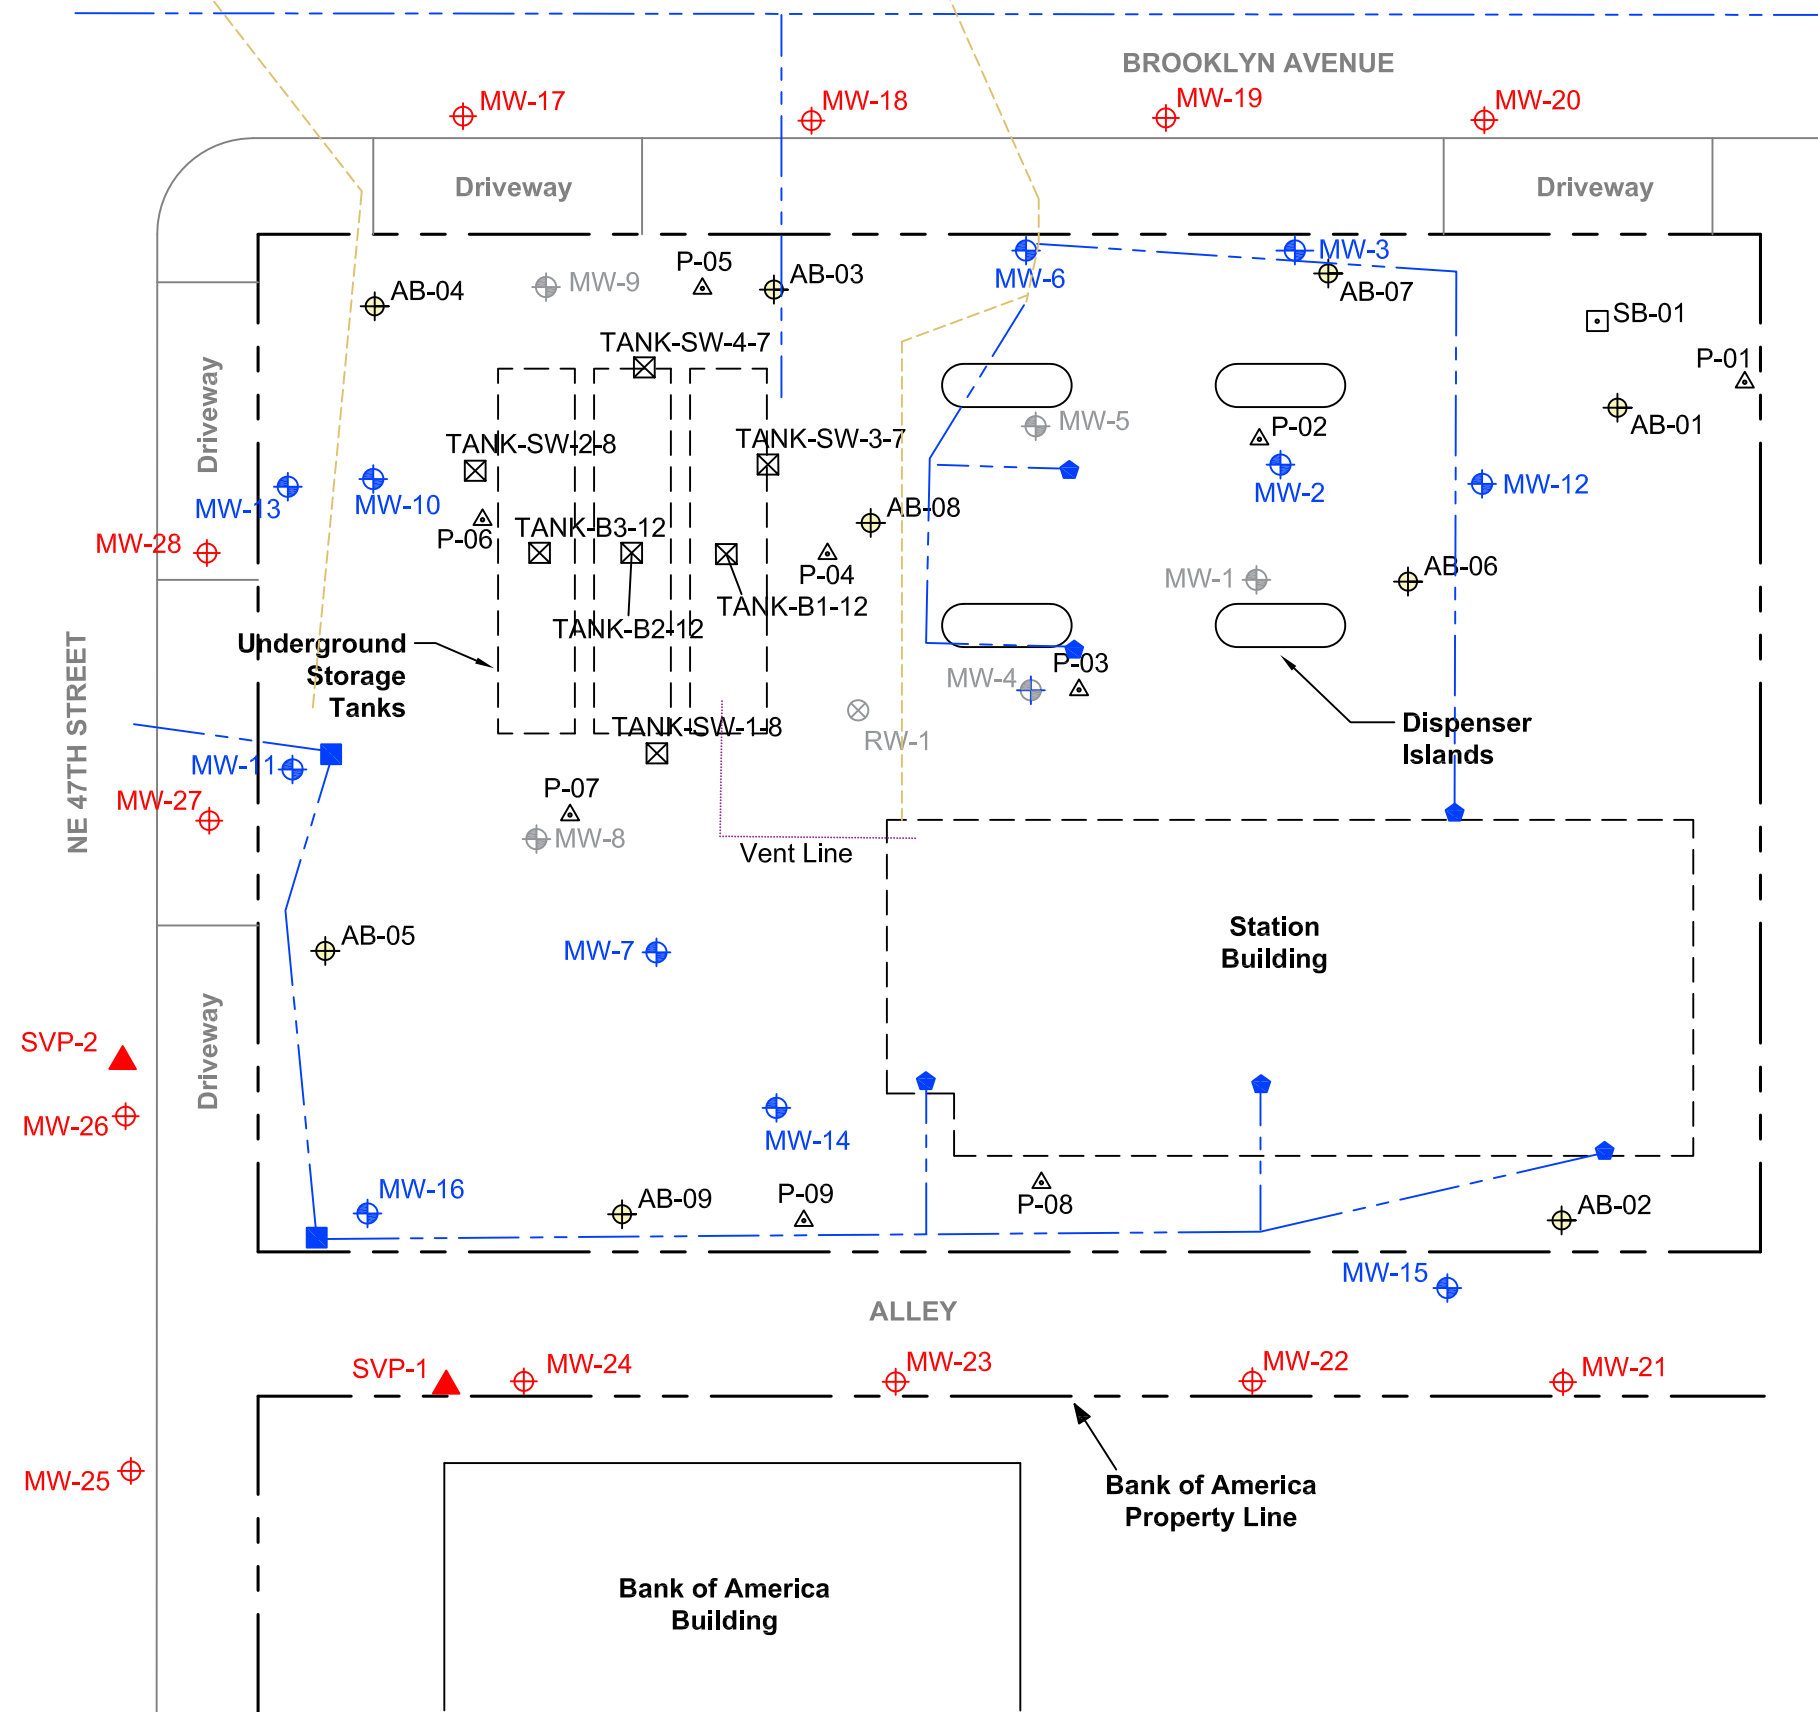 BROOKLYN AVENUE
MW-17
MW-18
MW-19
MW-20
Driveway
Driveway
P-05
MW-9
AB-03
AB-04
MW-6
MW-3
AB-07
SB-01
P-01
TANK-SW-4-7
Driveway
MW-5
P-02
AB-01
TANK-SW-2-8
TANK-SW-3-7
MW-13
MW-10
MW-2
MW-12
AB-08
P-06
TANK-B3-12
MW-28
P-04
MW-1
AB-06
TANK-B1-12
TANK-B2-12
Underground
Storage
Tanks
NE 47TH STREET
P-03
MW-4
TANK-SW-1-8
RW-1
Dispenser
Islands
MW-11
MW-27
P-07
MW-8
Vent Line
Station
Building
AB-05
MW-7
SVP-2
Driveway
MW-26
MW-14
MW-16
AB-09
P-09
P-08
AB-02
MW-15
ALLEY
SVP-1
MW-24
MW-23
MW-22
MW-21
MW-25
Bank of America
Property Line
Bank of America
Building